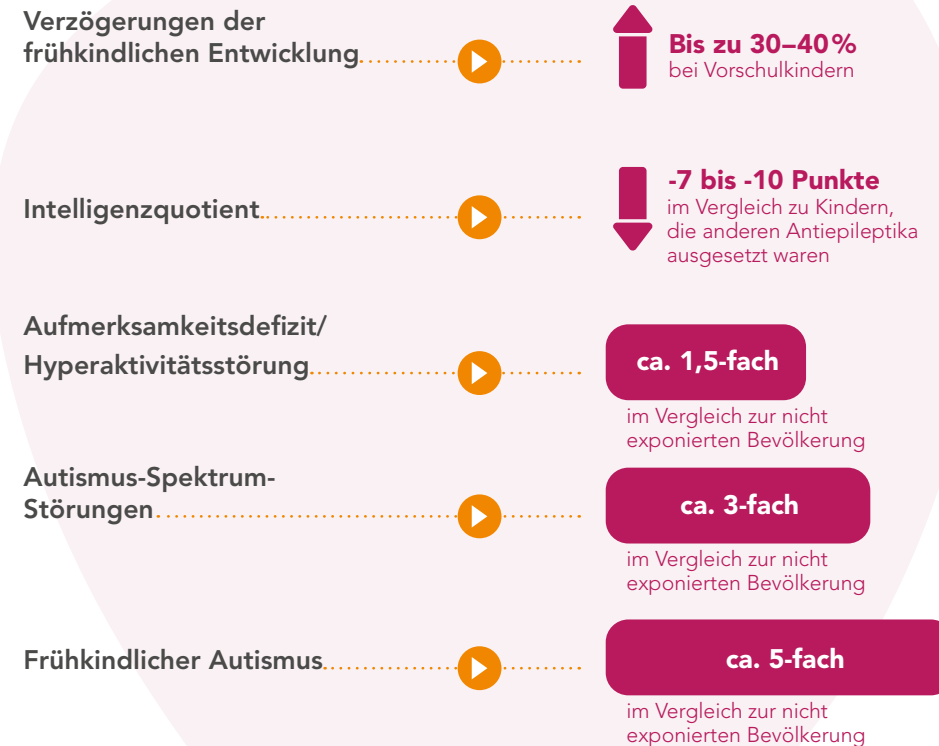 Verzögerungen der
frühkindlichen Entwicklung
Bis zu 30–40%
bei Vorschulkindern
Intelligenzquotient
-7 bis -10 Punkte
im Vergleich zu Kindern,
die anderen Antiepileptika
ausgesetzt waren
Aufmerksamkeitsdefizit/
Hyperaktivitätsstörung
ca. 1,5-fach
im Vergleich zur nicht
exponierten Bevölkerung
Autismus-Spektrum-
Störungen
ca. 3-fach
im Vergleich zur nicht
exponierten Bevölkerung
Frühkindlicher Autismus
ca. 5-fach
im Vergleich zur nicht
exponierten Bevölkerung